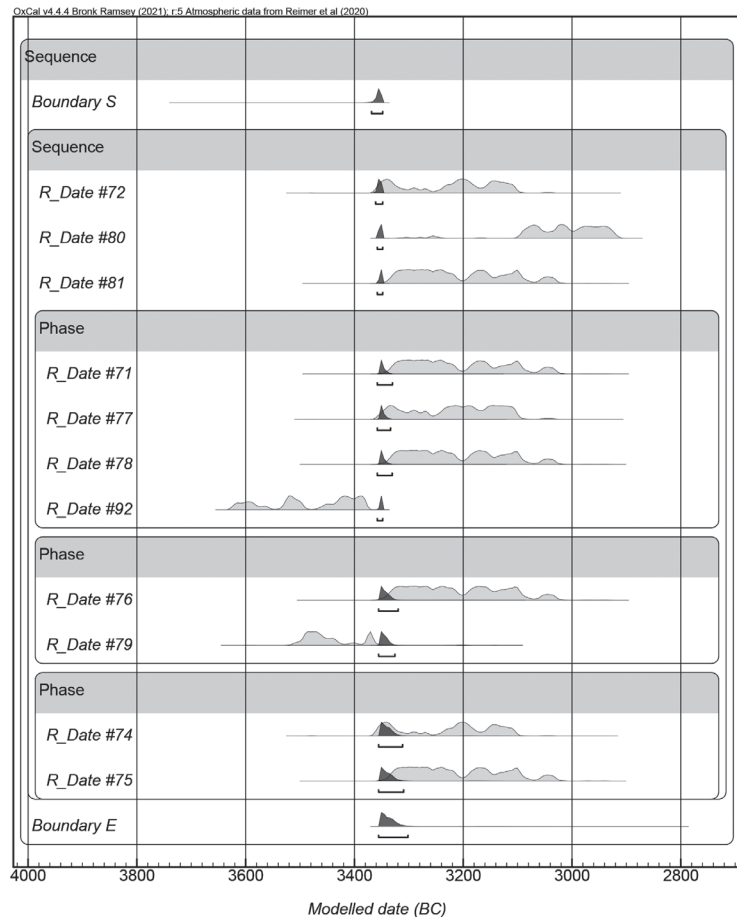 OxCal v4.4.4 Bronk Ramsey (2021); r:5 Atmospheric data from Reimer et al (2020)
Sequence
Boundary S
Sequence
R_Date #72
R_Date #80
R_Date #81
Phase
R_Date #71
R_Date #77
R_Date #78
R_Date #92
Phase
R_Date #76
R_Date #79
Phase
R_Date #74
R_Date #75
Boundary E
4000 3800 3600 3400 3200 3000 2800
Modelled date (BC)